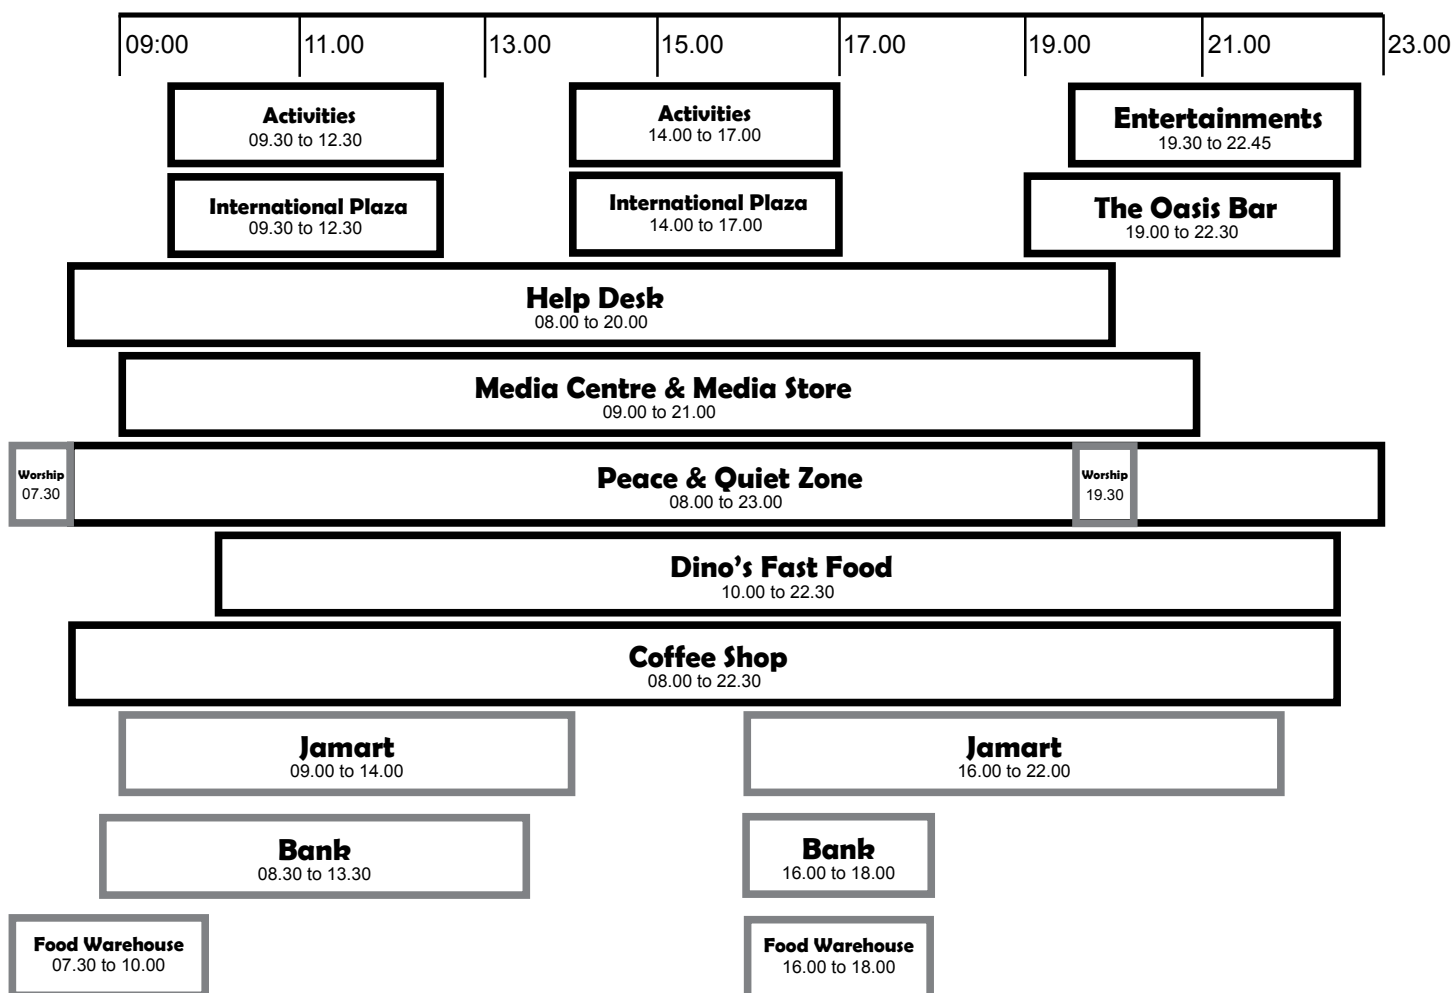 09:00 11.00 13.00 15.00 17.00 19.00 21.00 23.00
Activities
09.30 to 12.30
Activities
14.00 to 17.00
Entertainments
19.30 to 22.45
International Plaza
09.30 to 12.30
International Plaza
14.00 to 17.00
The Oasis Bar
19.00 to 22.30
Help Desk
08.00 to 20.00
Media Centre & Media Store
09.00 to 21.00
Worship
07.30
Peace & Quiet Zone
08.00 to 23.00
Worship
19.30
Dino’s Fast Food
10.00 to 22.30
Coffee Shop
08.00 to 22.30
Jamart
09.00 to 14.00
Jamart
16.00 to 22.00
Bank
08.30 to 13.30
Bank
16.00 to 18.00
Food Warehouse
07.30 to 10.00
Food Warehouse
16.00 to 18.00